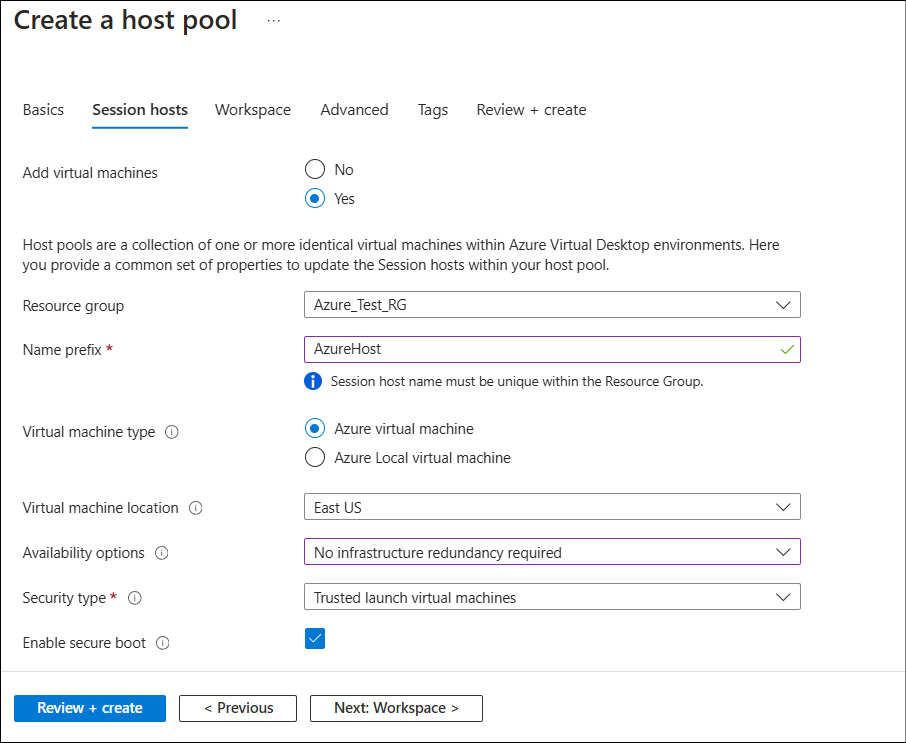 Create a host pool ...
Basics Session hosts Workspace Advanced Tags Review + create
Add virtual machines
No
Yes
Host pools are a collection of one or more identical virtual machines within Azure Virtual Desktop environments. Here
you provide a common set of properties to update the Session hosts within your host pool.
Resource group Azure_Test_RG
Name prefix * AzureHost
Session host name must be unique within the Resource Group.
Virtual machine type Azure virtual machine
Azure Local virtual machine
Virtual machine location East US
Availability options No infrastructure redundancy required
Security type * Trusted launch virtual machines
Enable secure boot
Review + create < Previous Next: Workspace >